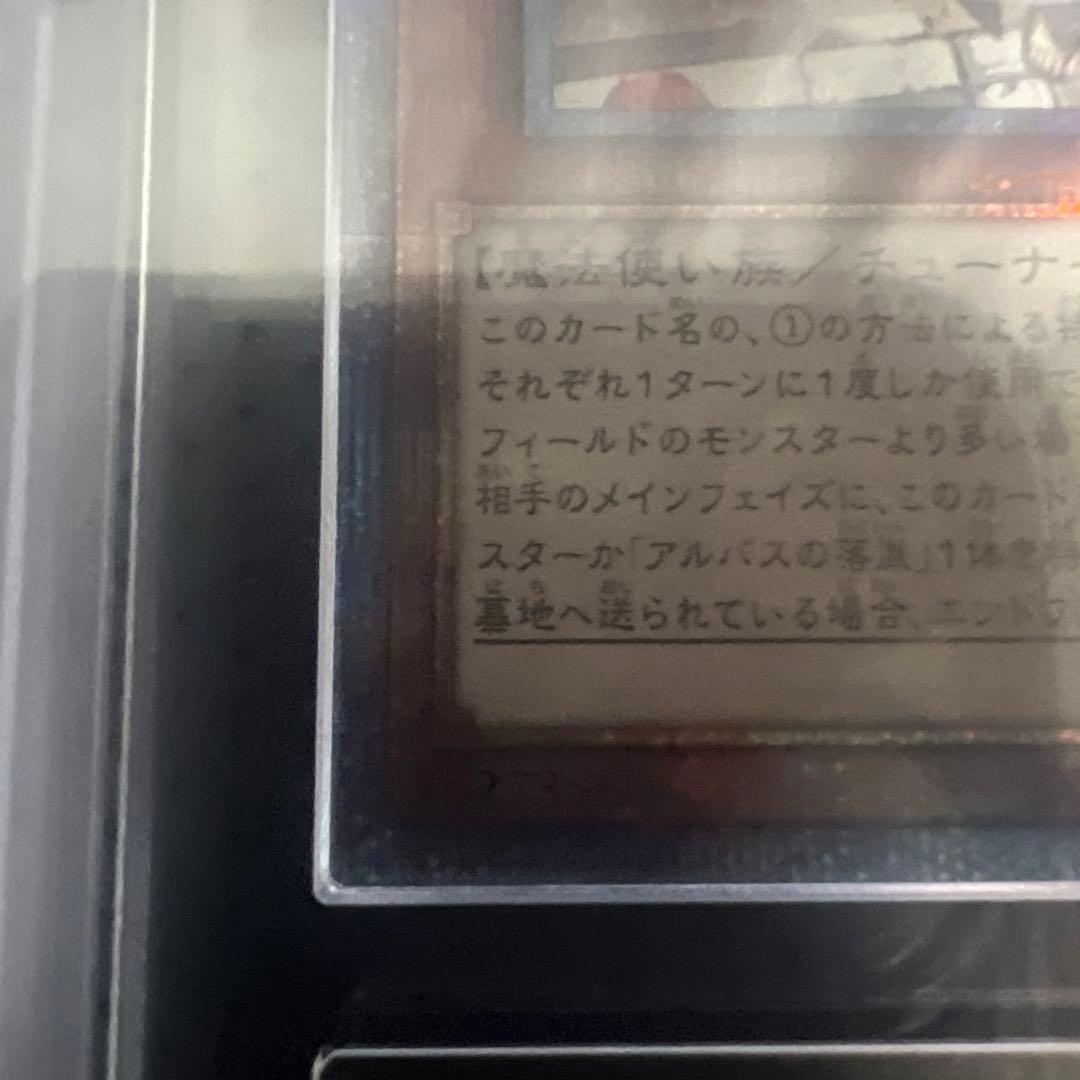 【魔法使い族／チューナー
このカード名の、①の方法による特
それぞれ1ターンに1度しか使用で
フィールドのモンスターより多い場
相手のメインフェイズに、このカード
スターか「アルバスの落胤」1体を特
墓地へ送られている場合、エンドフ